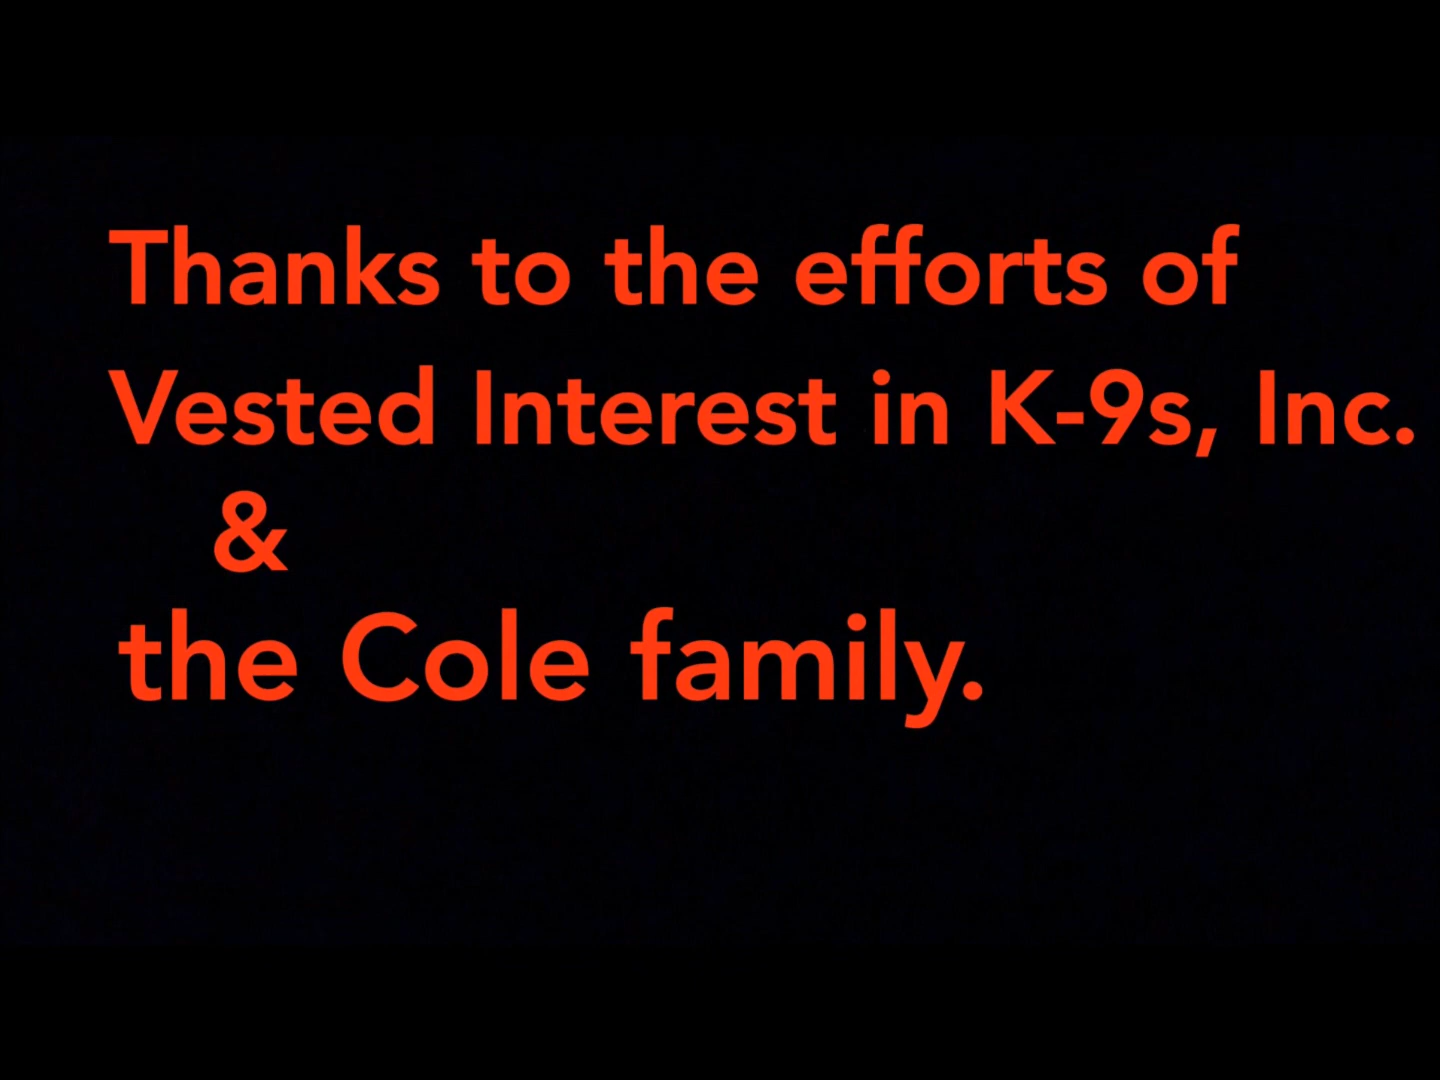 Thanks to the efforts of
Vested Interest in K-9s, Inc.
&
the Cole family.